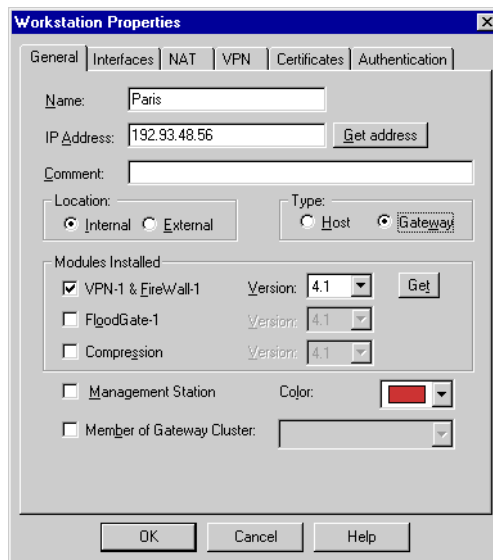 Workstation Properties
General Interfaces NAT VPN Certificates Authentication
Name: Paris
IP Address: 192.93.48.56 Get address
Comment:
Location: Type:
Internal External Host Gateway
Modules Installed
VPN-1 & FireWall-1 Version: 4.1 Get
FloodGate-1 Version: 4.1
Compression Version: 4.1
Management Station Color:
Member of Gateway Cluster:
OK Cancel Help